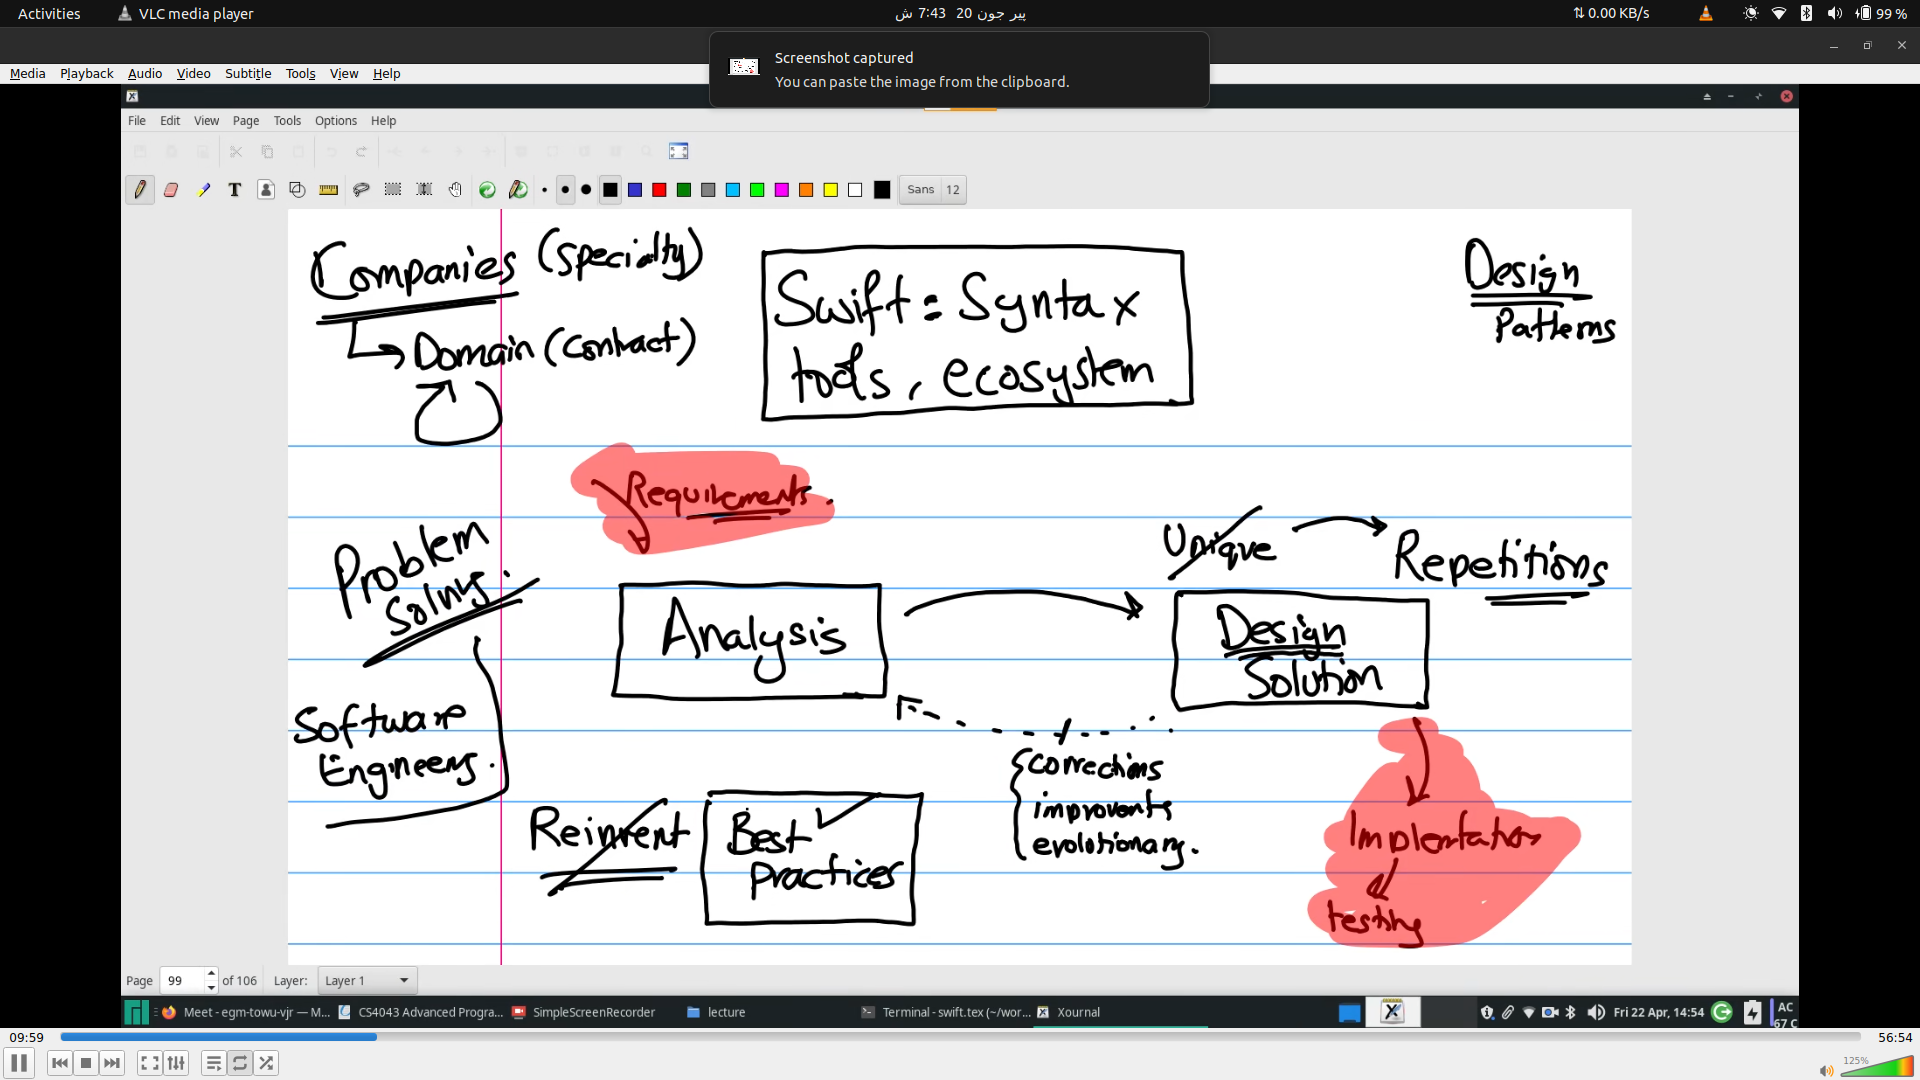 Activities
VLC media player
پیر جون 20  7:43 ش
0.00 KB/s
99 %
Screenshot captured
You can paste the image from the clipboard.
Media Playback Audio Video Subtitle Tools View Help
File Edit View Page Tools Options Help
Sans 12
Companies (specialty)
Domain (contract)
Swift: Syntax
tools, ecosystem
Design
Patterns
Requirements.
Problem
Solving.
Unique
Repetitions
Analysis
Design
Solution
Software
Engineers.
Corrections
improvents
evolutionary.
Reinvent
Best
Practices
Implentation
testing
Page 99 of 106 Layer: Layer 1
Meet - egm-towu-vjr — M...
CS4043 Advanced Progra...
SimpleScreenRecorder
lecture
Terminal - swift.tex (~/wor...
Xournal
Fri 22 Apr, 14:54
AC
67 C
09:59
56:54
125%